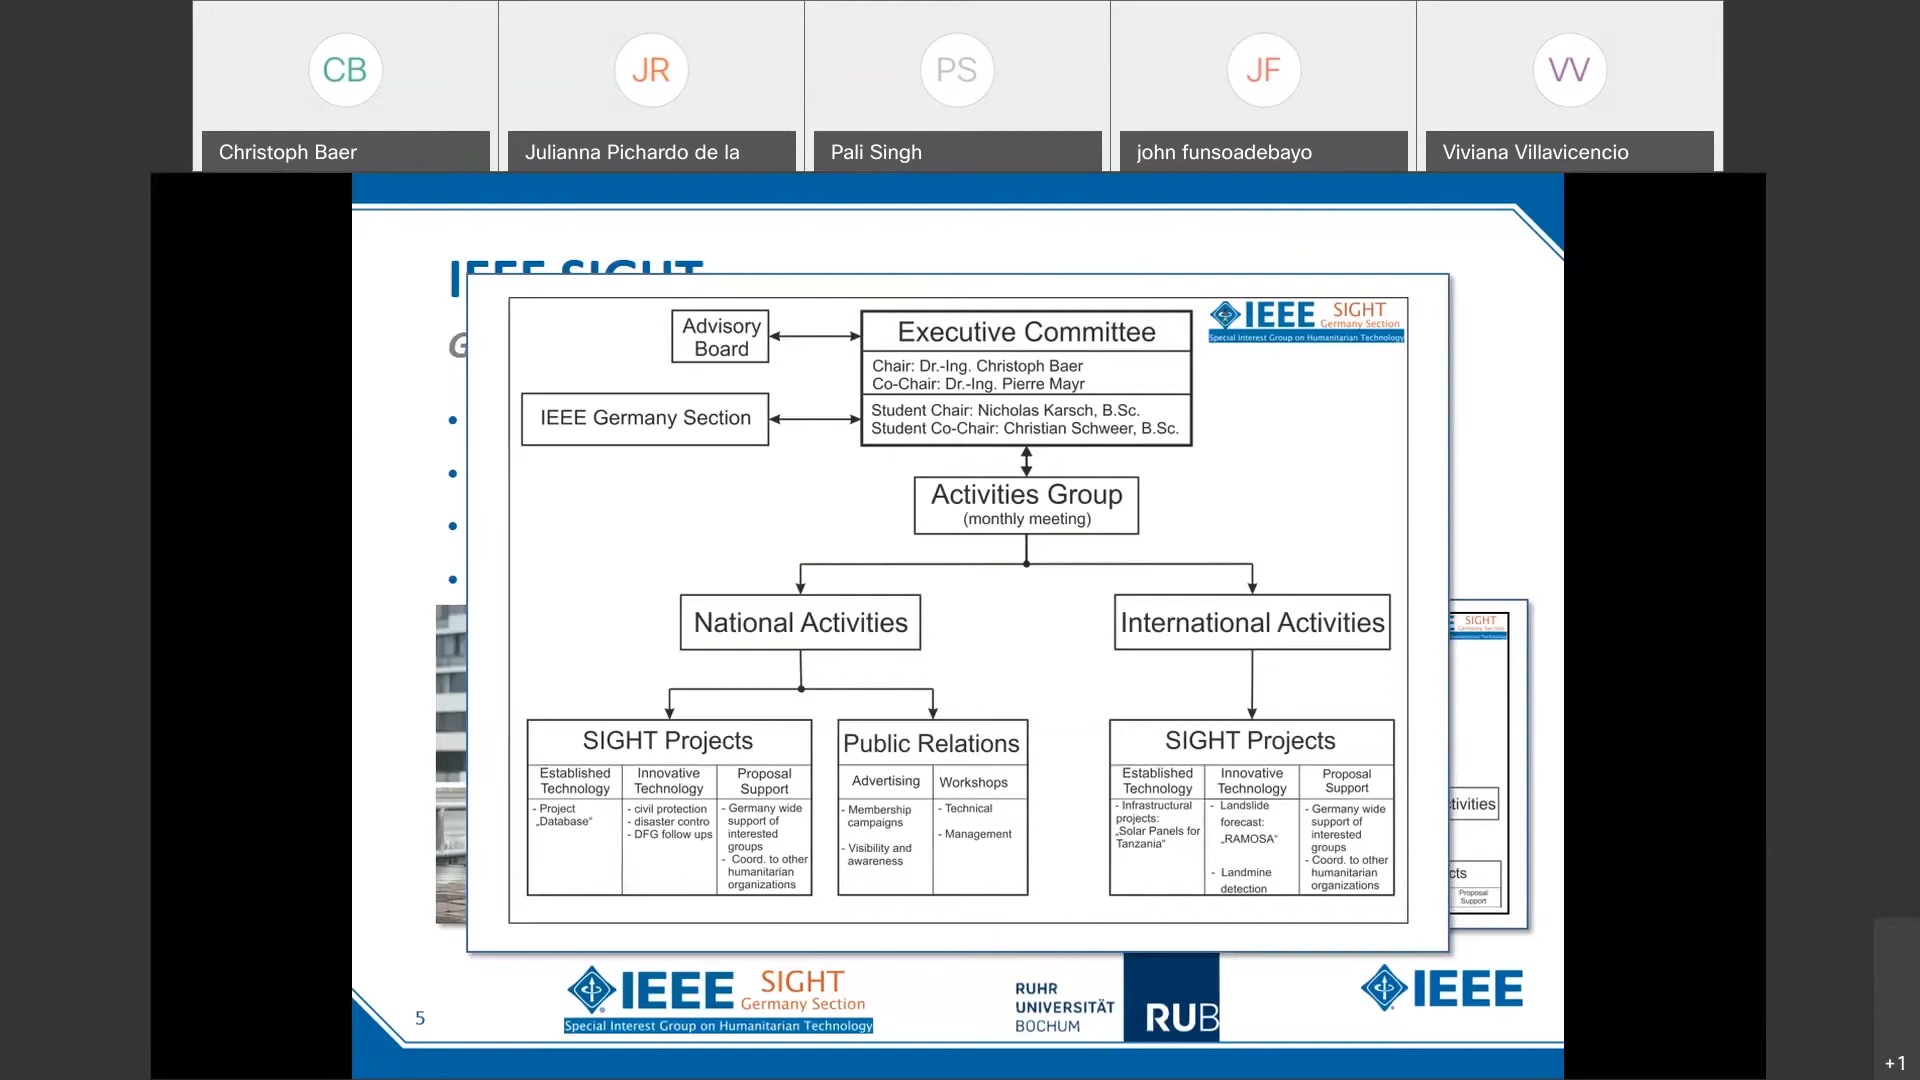 CB
JR
PS
JF
VV
Christoph Baer
Julianna Pichardo de la
Pali Singh
john funsoadebayo
Viviana Villavicencio
IEEE SIGHT
G
Advisory
Board
Executive Committee
Chair: Dr.-Ing. Christoph Baer
Co-Chair: Dr.-Ing. Pierre Mayr
Student Chair: Nicholas Karsch, B.Sc.
Student Co-Chair: Christian Schweer, B.Sc.
IEEE SIGHT
Germany Section
Special Interest Group on Humanitarian Technology
IEEE Germany Section
Activities Group
(monthly meeting)
National Activities
International Activities
SIGHT Projects
Established
Technology
- Project
„Database“
Innovative
Technology
- civil protection
- disaster contro
- DFG follow ups
Proposal
Support
- Germany wide
support of
interested
groups
- Coord. to other
humanitarian
organizations
Public Relations
Advertising
- Membership
campaigns
- Visibility and
awareness
Workshops
- Technical
- Management
SIGHT Projects
Established
Technology
- Infrastructural
projects:
„Solar Panels for
Tanzania“
Innovative
Technology
- Landslide
forecast:
„RAMOSA“
- Landmine
detection
Proposal
Support
- Germany wide
support of
interested
groups
- Coord. to other
humanitarian
organizations
E SIGHT
Germany Section
tivities
cts
Proposal
Support
5
IEEE SIGHT
Germany Section
Special Interest Group on Humanitarian Technology
RUHR
UNIVERSITÄT
BOCHUM
RUB
IEEE
+1